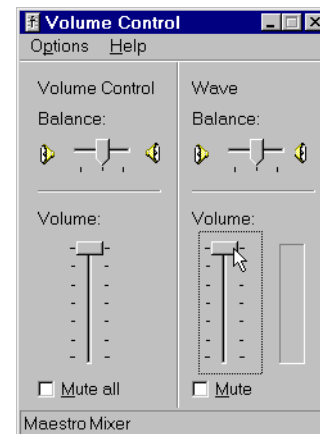 Volume Control
Options Help
Volume Control Wave
Balance: Balance:
Volume: Volume:
Mute all Mute
Maestro Mixer